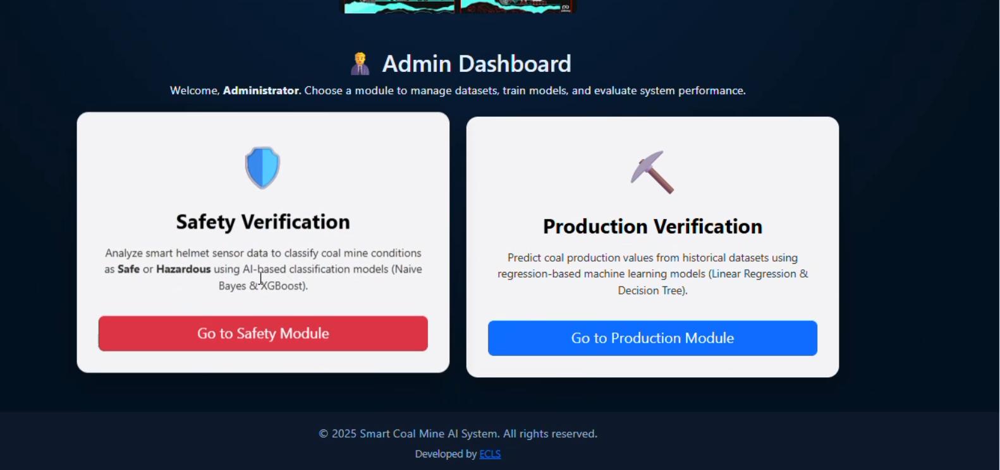 Admin Dashboard
Welcome, Administrator. Choose a module to manage datasets, train models, and evaluate system performance.
Safety Verification
Analyze smart helmet sensor data to classify coal mine conditions
as Safe or Hazardous using AI-based classification models (Naive
Bayes & XGBoost).
Go to Safety Module
Production Verification
Predict coal production values from historical datasets using
regression-based machine learning models (Linear Regression &
Decision Tree).
Go to Production Module
© 2025 Smart Coal Mine AI System. All rights reserved.
Developed by ECLS